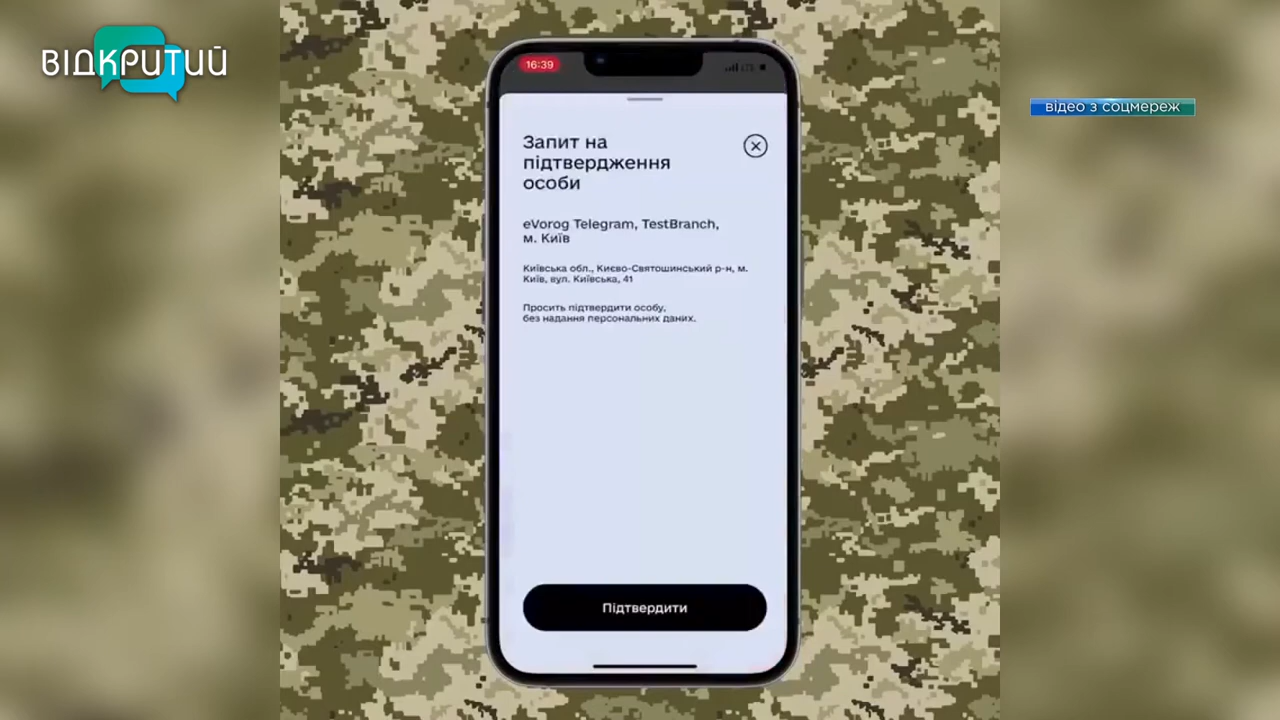 ВІДКРИТИЙ
відео з соцмереж
16:39
LTE
Запит на
підтвердження
особи
eVorog Telegram, TestBranch,
м. Київ
Київська обл., Києво-Святошинський р-н, м.
Київ, вул. Київська, 41
Просить підтвердити особу,
без надання персональних даних.
Підтвердити